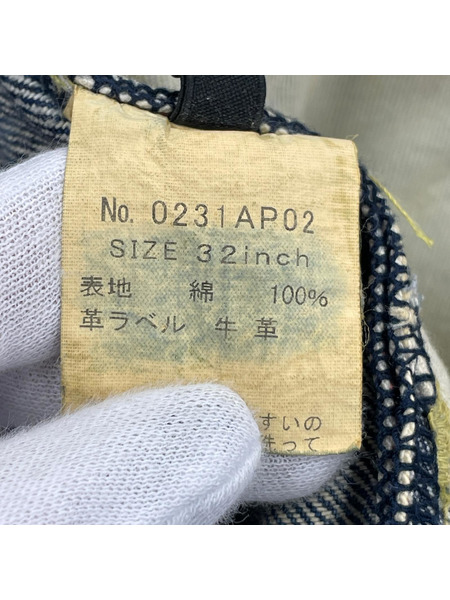 No. 0231AP02
SIZE 32inch
表地 綿 100%
革ラベル 牛革
すいの
洗って